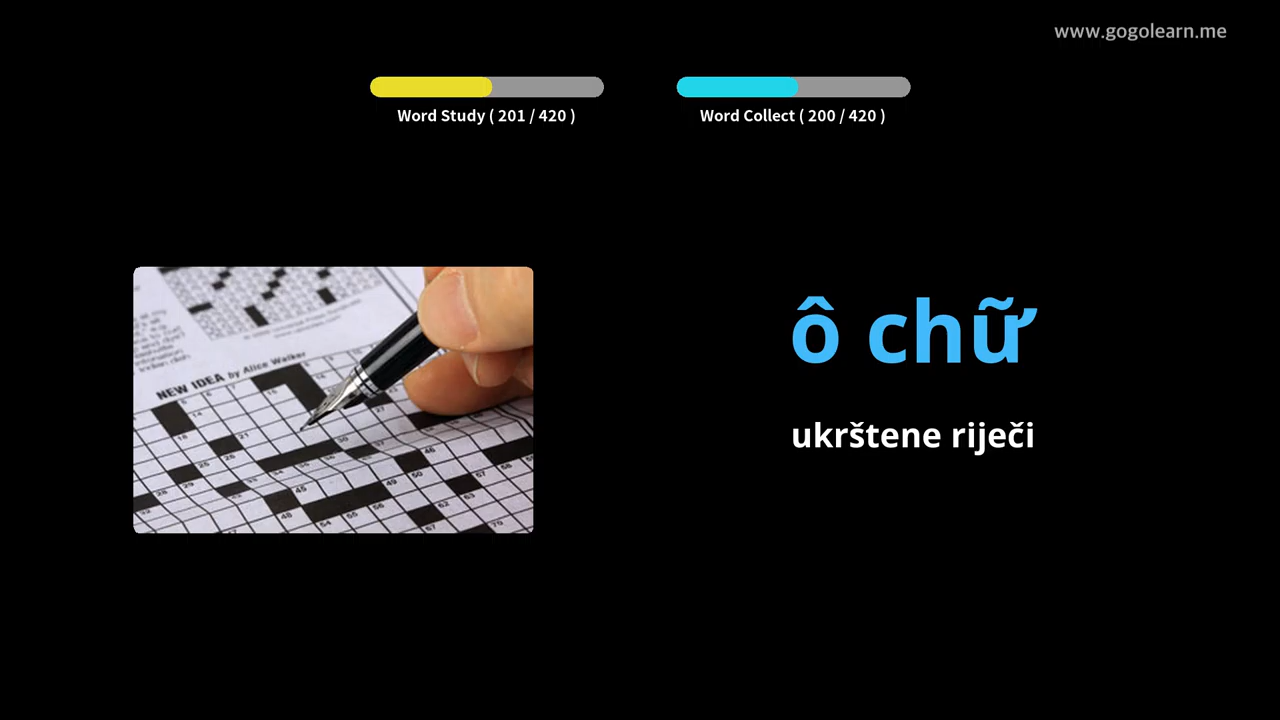 www.gogolearn.me
Word Study ( 201 / 420 )
Word Collect ( 200 / 420 )
ô chữ
ukrštene riječi
NEW IDEA by Alice Walker